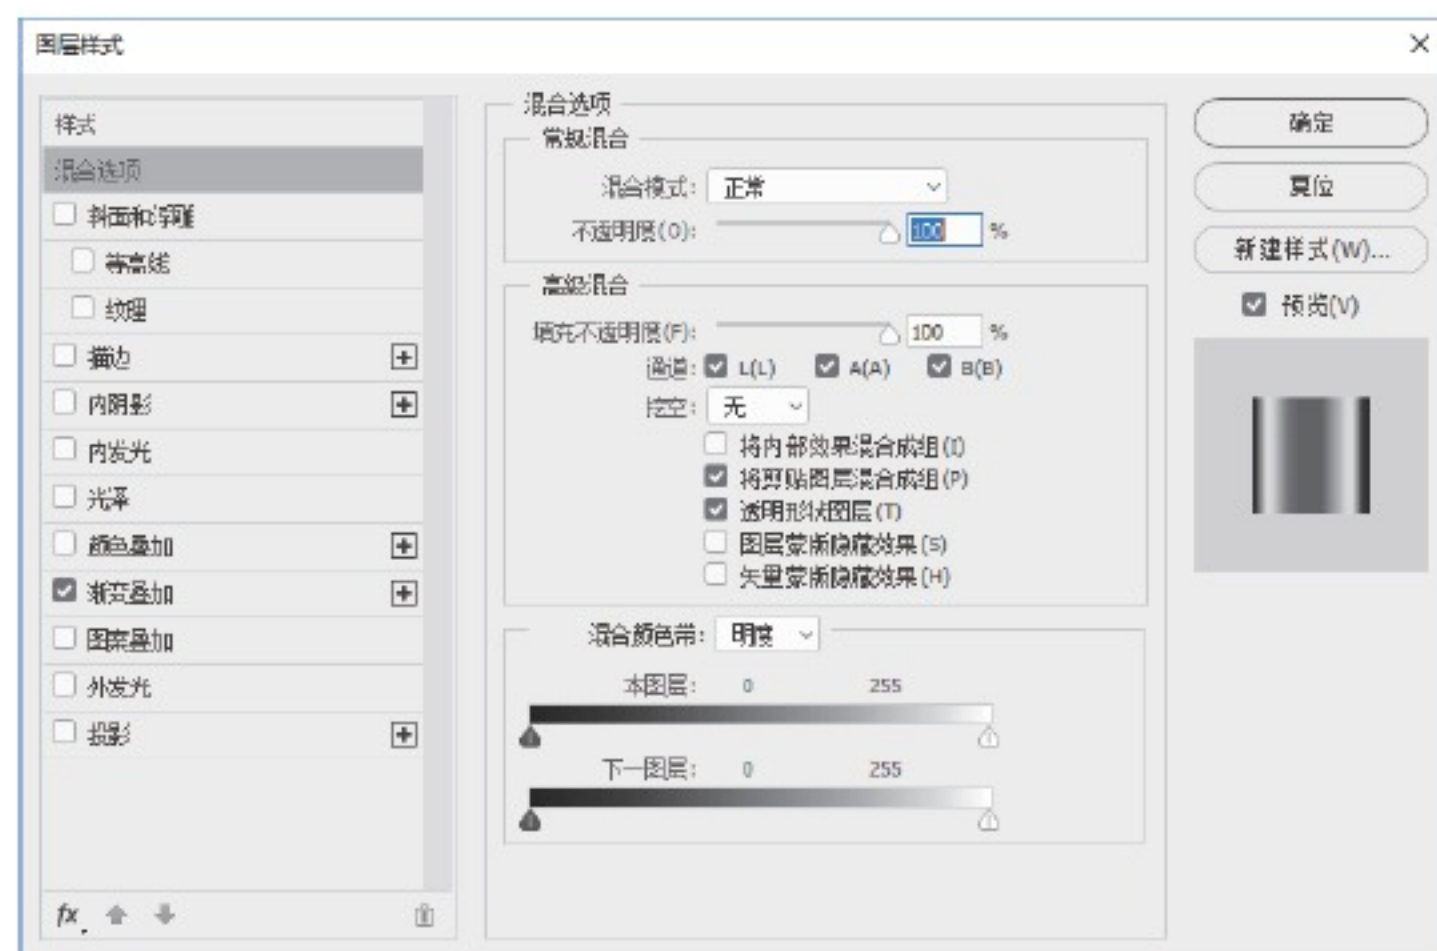 图层样式
样式
混合选项
斜面和浮雕
等高线
纹理
描边
内阴影
内发光
光泽
颜色叠加
渐变叠加
图案叠加
外发光
投影
fx
混合选项
常规混合
混合模式: 正常
不透明度(O): 100 %
高级混合
填充不透明度(F): 100 %
通道: L(L) A(A) B(B)
挖空: 无
将内部效果混合成组(I)
将剪贴图层混合成组(P)
透明形状图层(T)
图层蒙版隐藏效果(S)
矢量蒙版隐藏效果(H)
混合颜色带: 明度
本图层: 0 255
下一图层: 0 255
确定
复位
新建样式(W)...
预览(V)